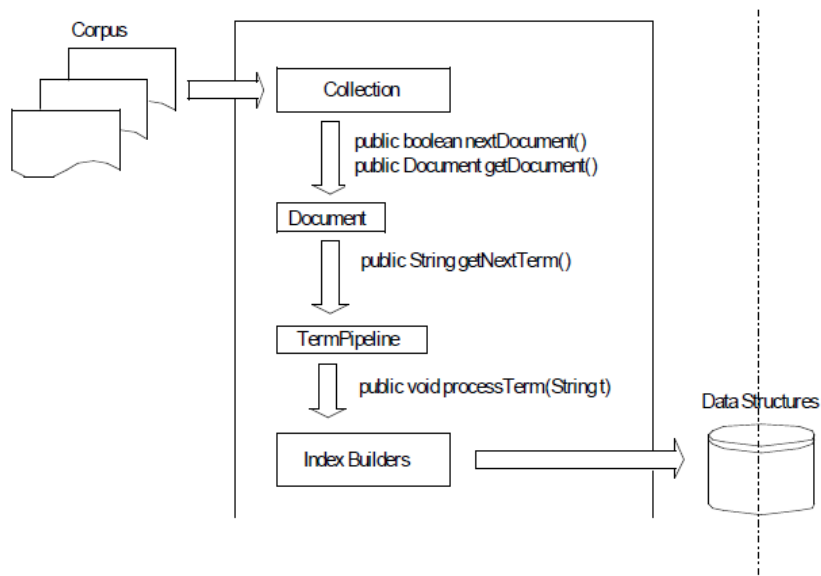 Corpus
Collection
public boolean nextDocument()
public Document getDocument()
Document
public String getNextTerm()
TermPipeline
public void processTerm(String t)
Data Structures
Index Builders